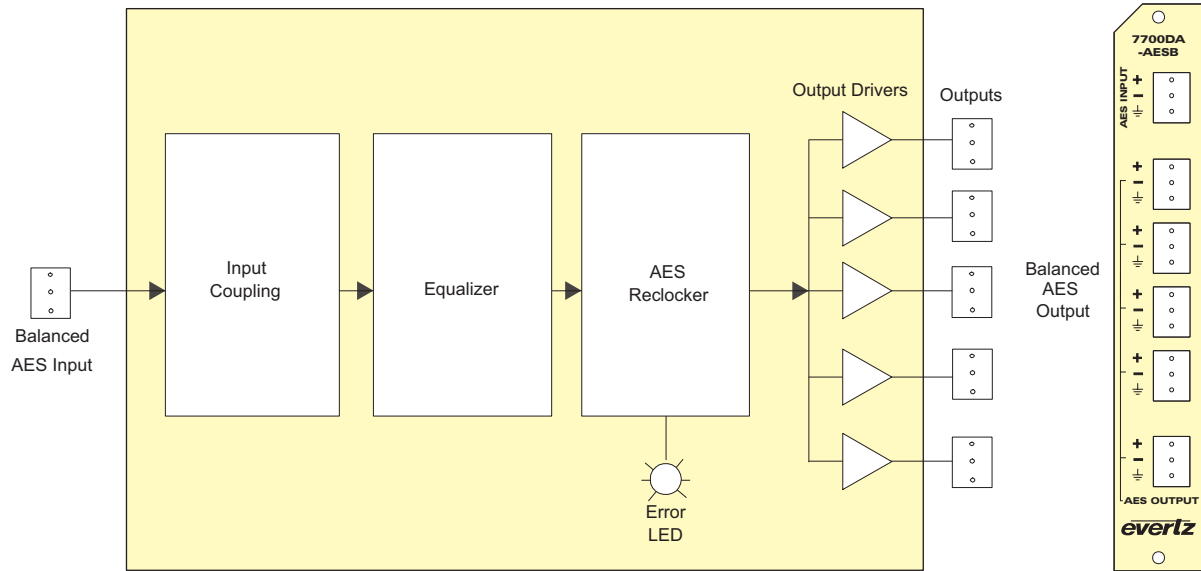 Output Drivers
Outputs
Input
Coupling
Equalizer
AES
Reclocker
Balanced
AES Input
Error
LED
Balanced
AES
Output
7700DA
-AESB
AES INPUT
+
-
+
-
+
-
+
-
+
-
+
-
AES OUTPUT
evertz